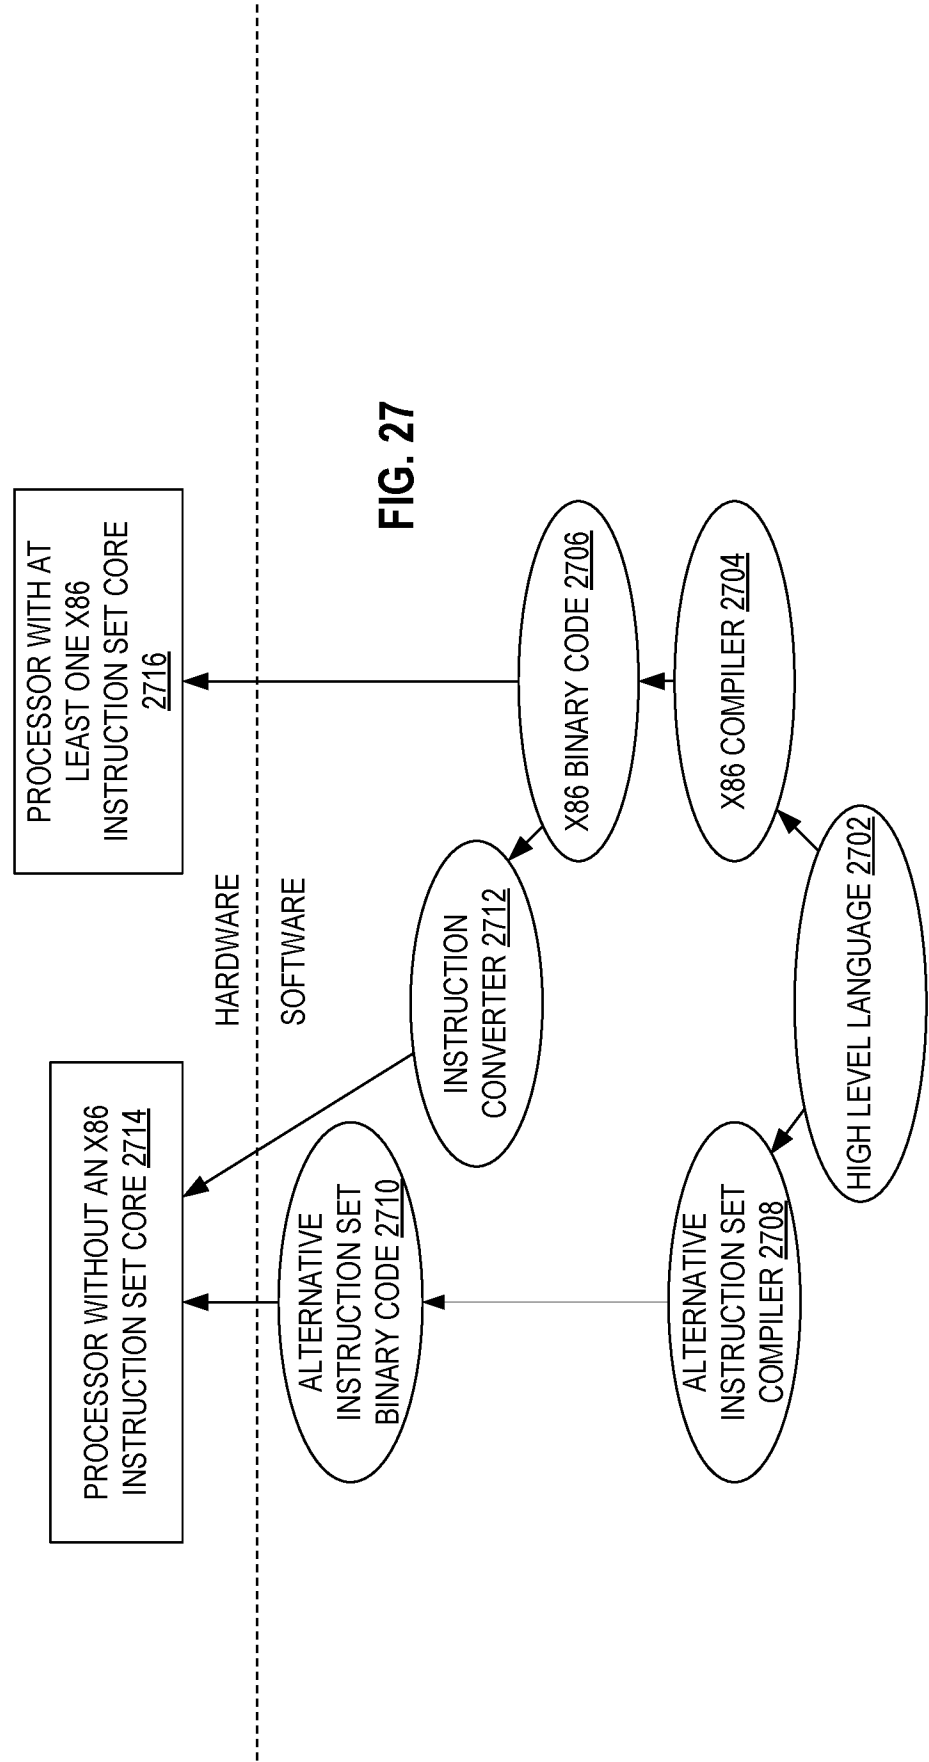 PROCESSOR WITHOUT AN X86
INSTRUCTION SET CORE 2714
PROCESSOR WITH AT
LEAST ONE X86
INSTRUCTION SET CORE
2716
HARDWARE
SOFTWARE
ALTERNATIVE
INSTRUCTION SET
BINARY CODE 2710
INSTRUCTION
CONVERTER 2712
FIG. 27
X86 BINARY CODE 2706
ALTERNATIVE
INSTRUCTION SET
COMPILER 2708
X86 COMPILER 2704
HIGH LEVEL LANGUAGE 2702